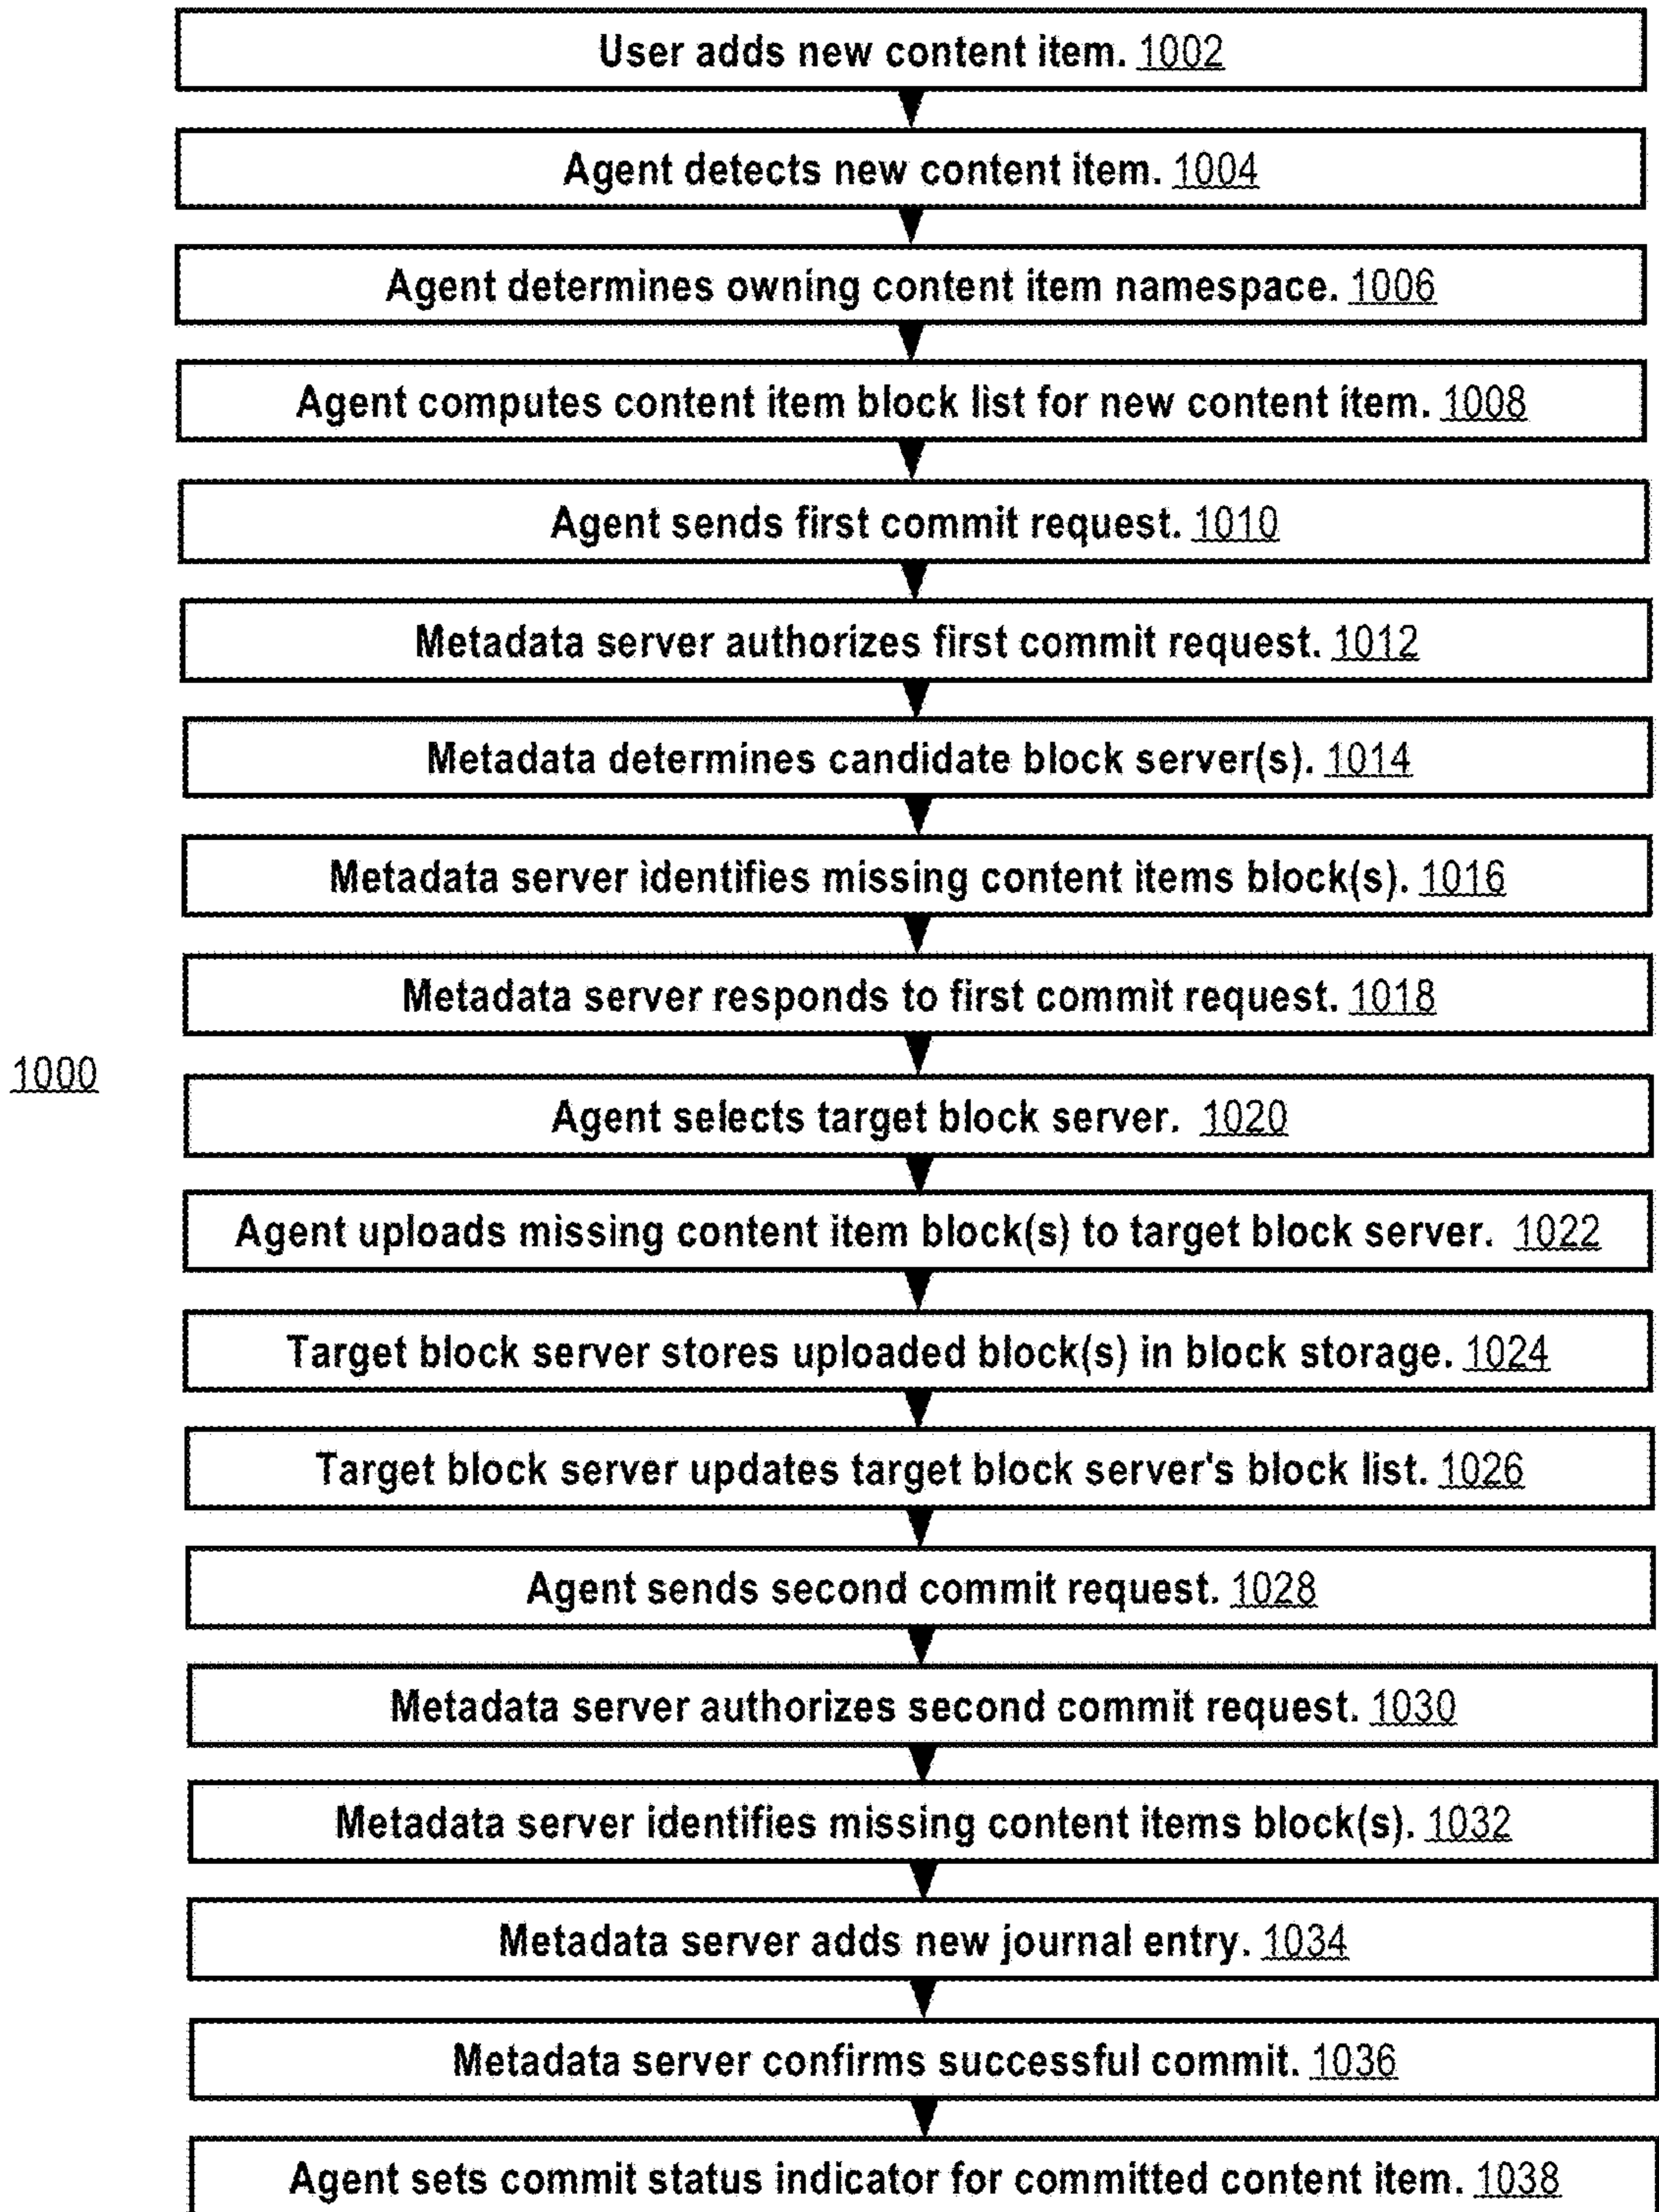 User adds new content item. 1002
Agent detects new content item. 1004
Agent determines owning content item namespace. 1006
Agent computes content item block list for new content item. 1008
Agent sends first commit request. 1010
Metadata server authorizes first commit request. 1012
Metadata determines candidate block server(s). 1014
Metadata server identifies missing content items block(s). 1016
Metadata server responds to first commit request. 1018
1000
Agent selects target block server. 1020
Agent uploads missing content item block(s) to target block server. 1022
Target block server stores uploaded block(s) in block storage. 1024
Target block server updates target block server's block list. 1026
Agent sends second commit request. 1028
Metadata server authorizes second commit request. 1030
Metadata server identifies missing content items block(s). 1032
Metadata server adds new journal entry. 1034
Metadata server confirms successful commit. 1036
Agent sets commit status indicator for committed content item. 1038